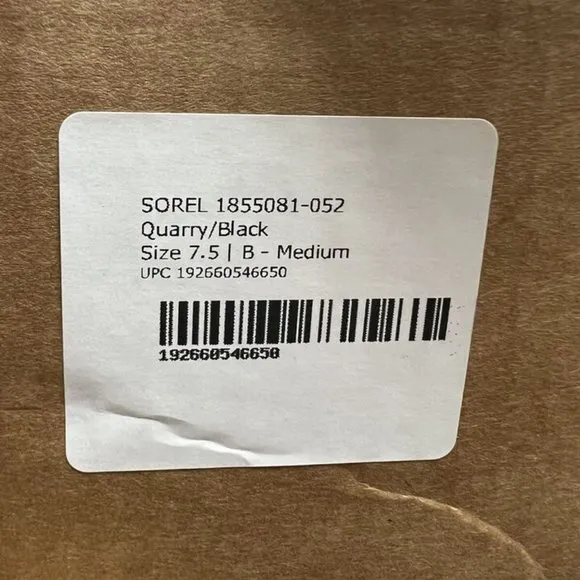 SOREL 1855081-052
Quarry/Black
Size 7.5 | B - Medium
UPC 192660546650
192660546650